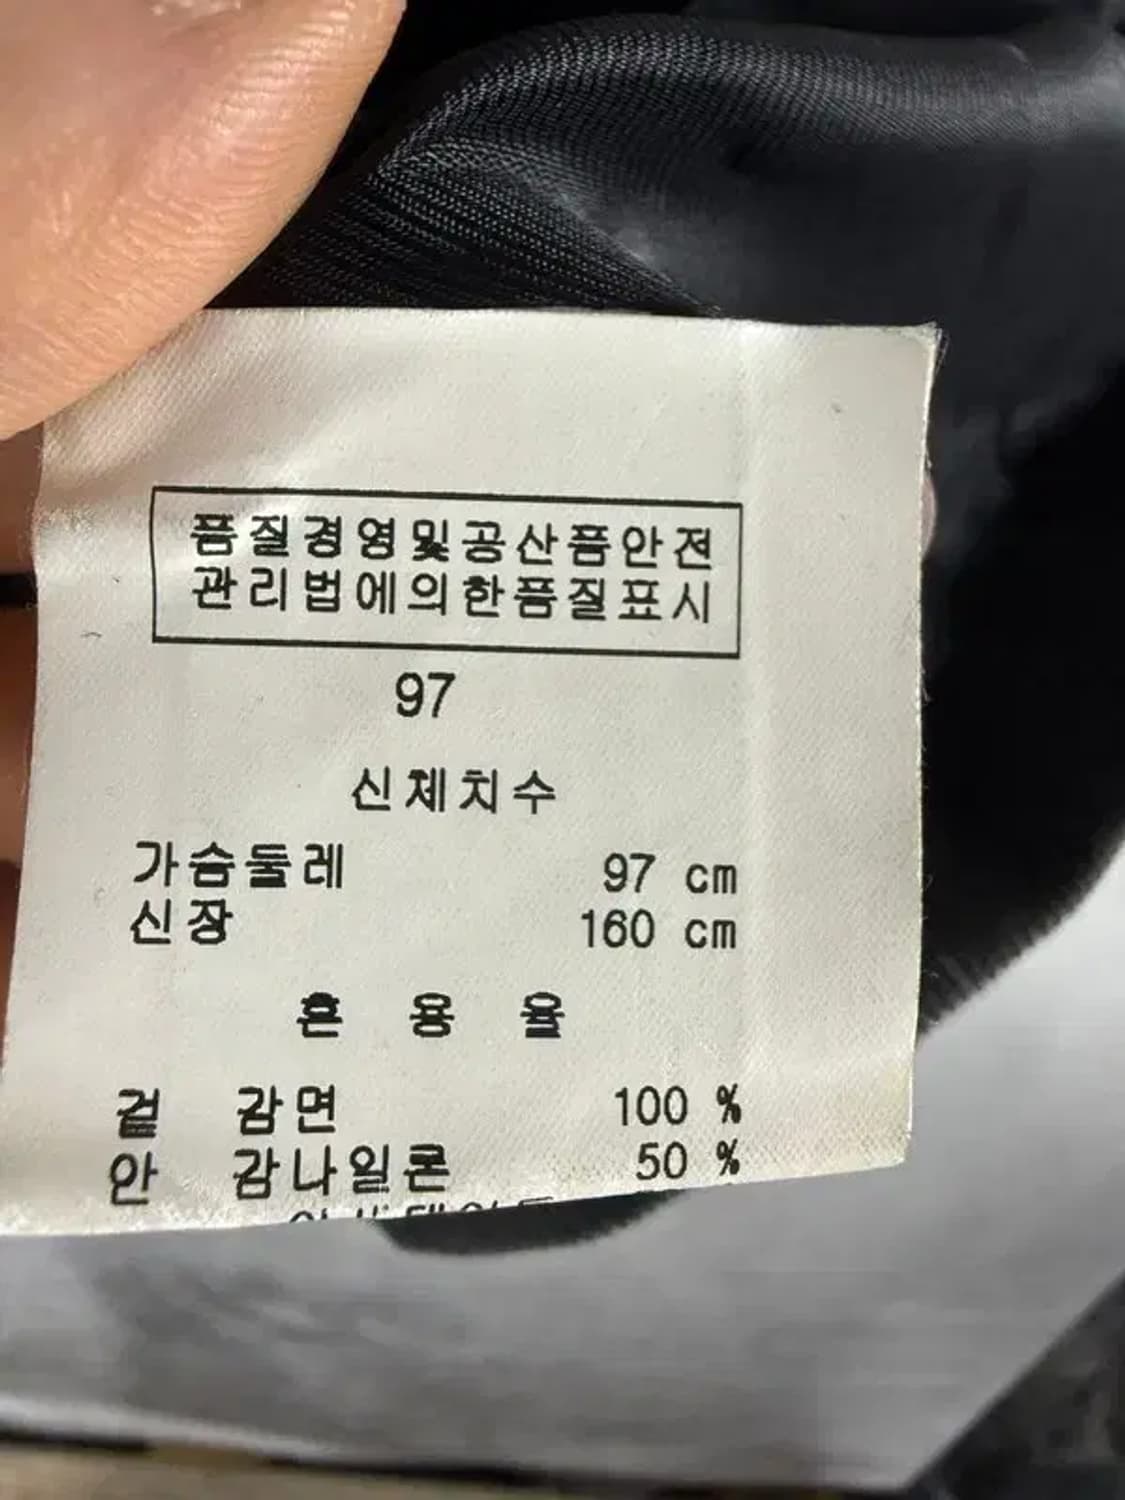 품질경영및공산품안전
관리법에의한품질표시
97
신체치수
가슴둘레 97 cm
신장 160 cm
혼 용 율
겉 감면 100 %
안 감나일론 50 %